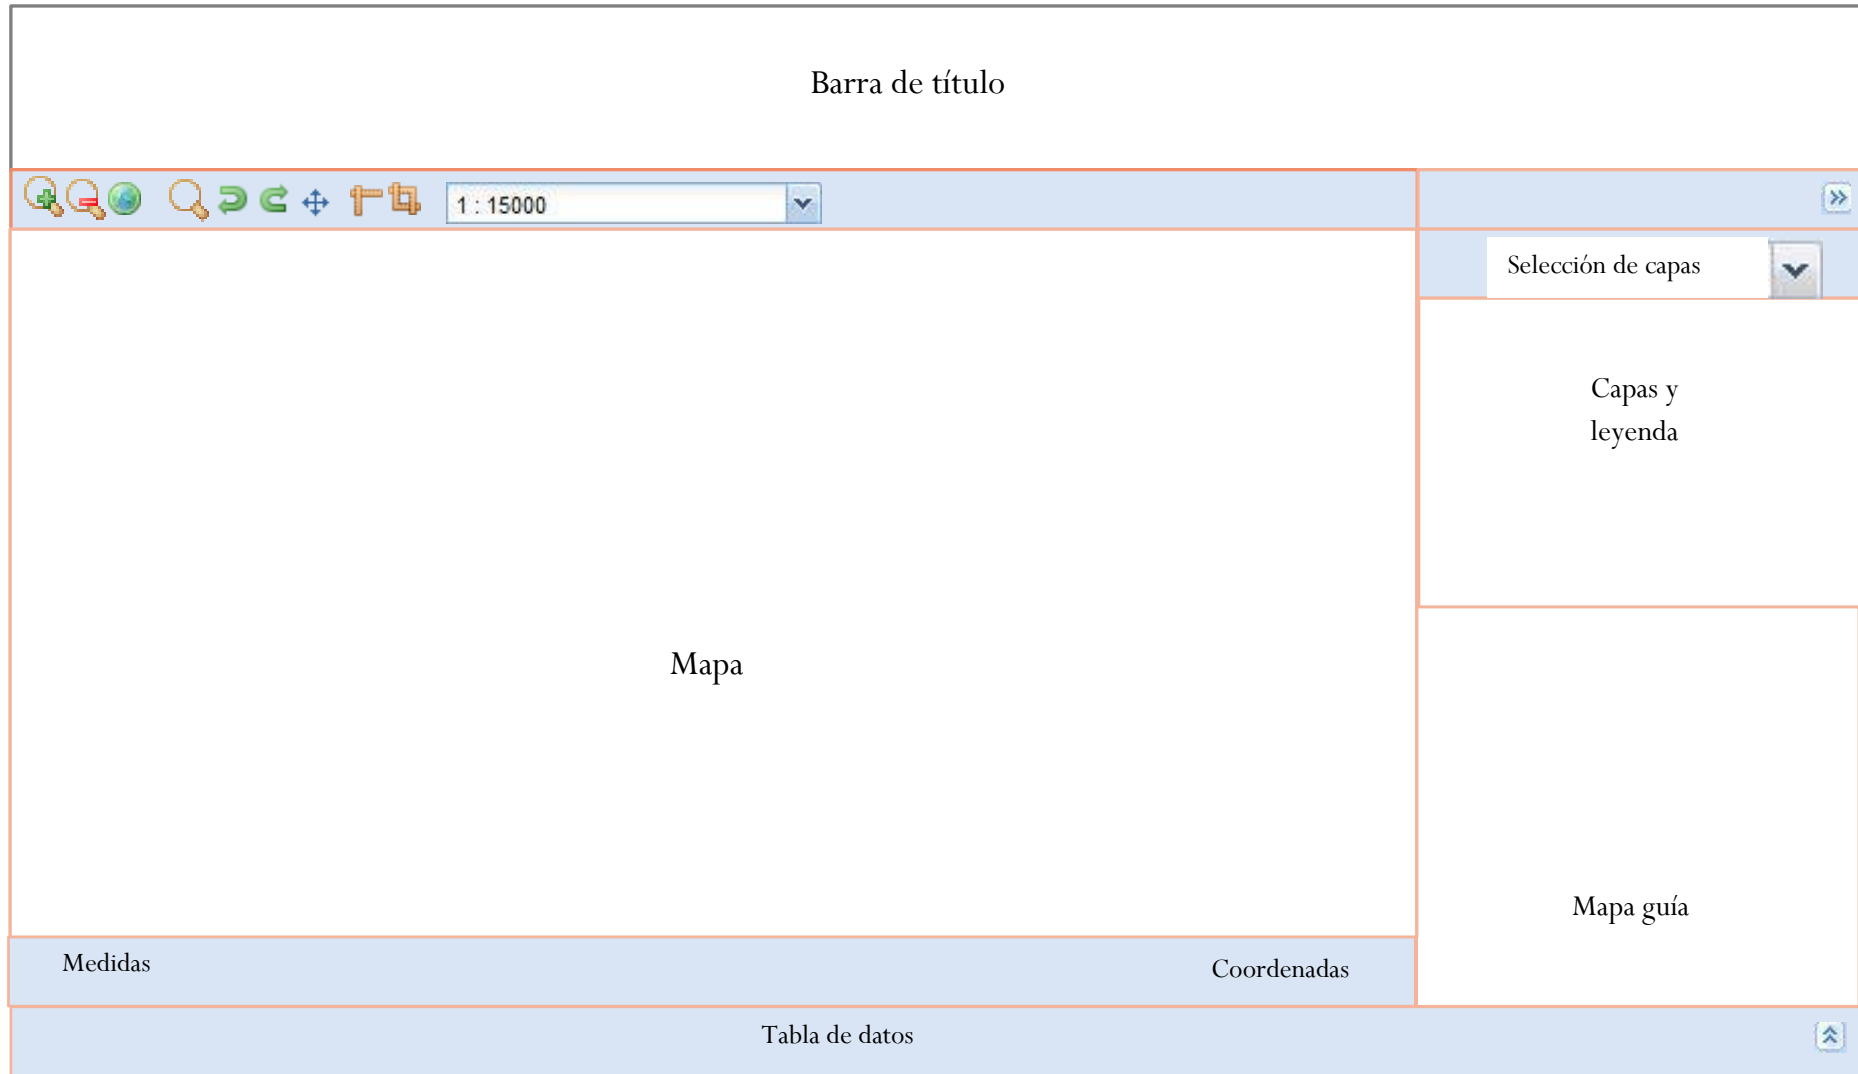 Barra de título
1 : 15000
Selección de capas
Capas y
leyenda
Mapa
Mapa guía
Medidas
Coordenadas
Tabla de datos